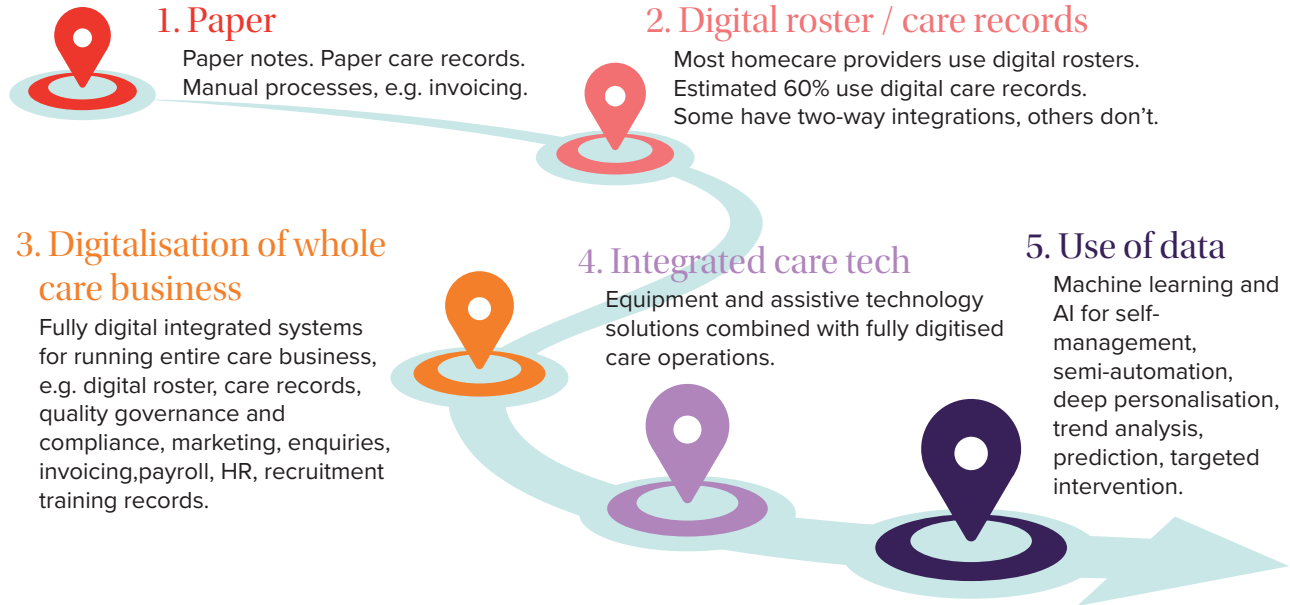 1. Paper
Paper notes. Paper care records.
Manual processes, e.g. invoicing.
2. Digital roster / care records
Most homecare providers use digital rosters.
Estimated 60% use digital care records.
Some have two-way integrations, others don’t.
3. Digitalisation of whole
care business
Fully digital integrated systems
for running entire care business,
e.g. digital roster, care records,
quality governance and
compliance, marketing, enquiries,
invoicing,payroll, HR, recruitment
training records.
4. Integrated care tech
Equipment and assistive technology
solutions combined with fully digitised
care operations.
5. Use of data
Machine learning and
AI for self-
management,
semi-automation,
deep personalisation,
trend analysis,
prediction, targeted
intervention.